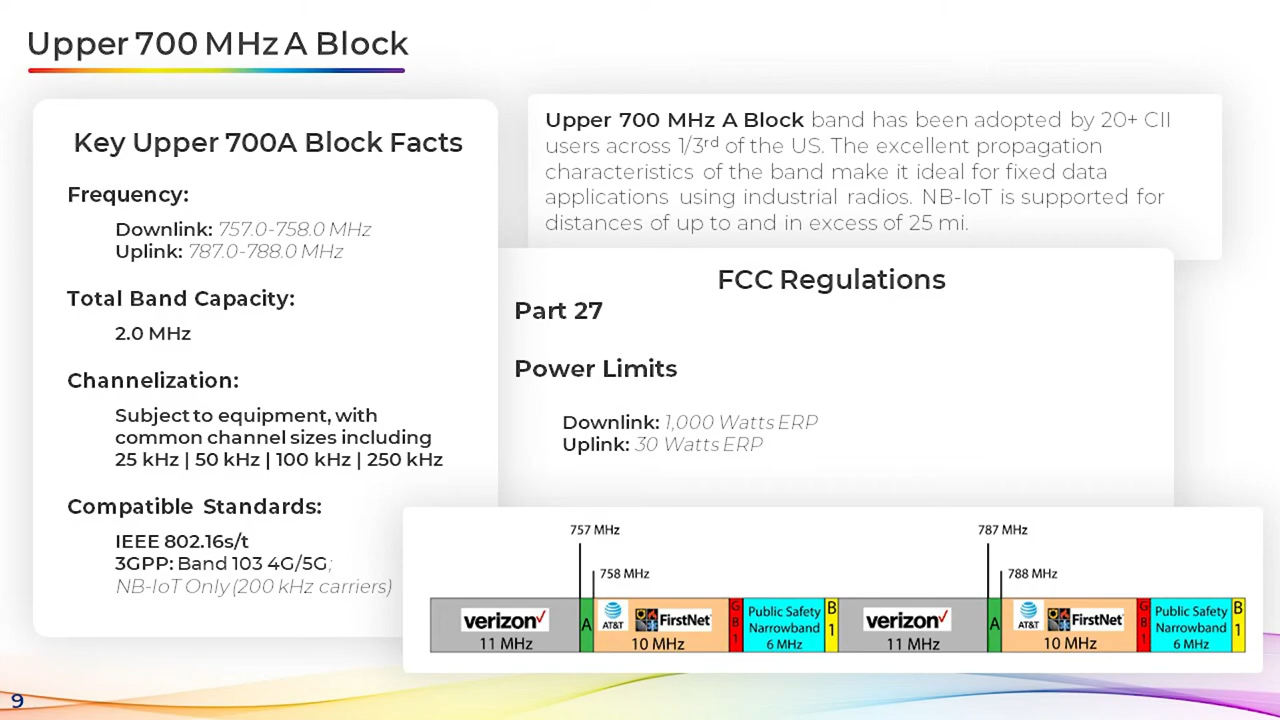 Upper 700 MHz A Block
Key Upper 700A Block Facts
Frequency:
Downlink: 757.0-758.0 MHz
Uplink: 787.0-788.0 MHz
Total Band Capacity:
2.0 MHz
Channelization:
Subject to equipment, with
common channel sizes including
25 kHz | 50 kHz | 100 kHz | 250 kHz
Compatible Standards:
IEEE 802.16s/t
3GPP: Band 103 4G/5G;
NB-IoT Only (200 kHz carriers)
Upper 700 MHz A Block band has been adopted by 20+ CII
users across 1/3rd of the US. The excellent propagation
characteristics of the band make it ideal for fixed data
applications using industrial radios. NB-IoT is supported for
distances of up to and in excess of 25 mi.
FCC Regulations
Part 27
Power Limits
Downlink: 1,000 Watts ERP
Uplink: 30 Watts ERP
757 MHz
758 MHz
787 MHz
788 MHz
verizon
11 MHz
A
AT&T
FirstNet
10 MHz
GB1
Public Safety
Narrowband
6 MHz
B1
verizon
11 MHz
A
AT&T
FirstNet
10 MHz
GB1
Public Safety
Narrowband
6 MHz
B1
9